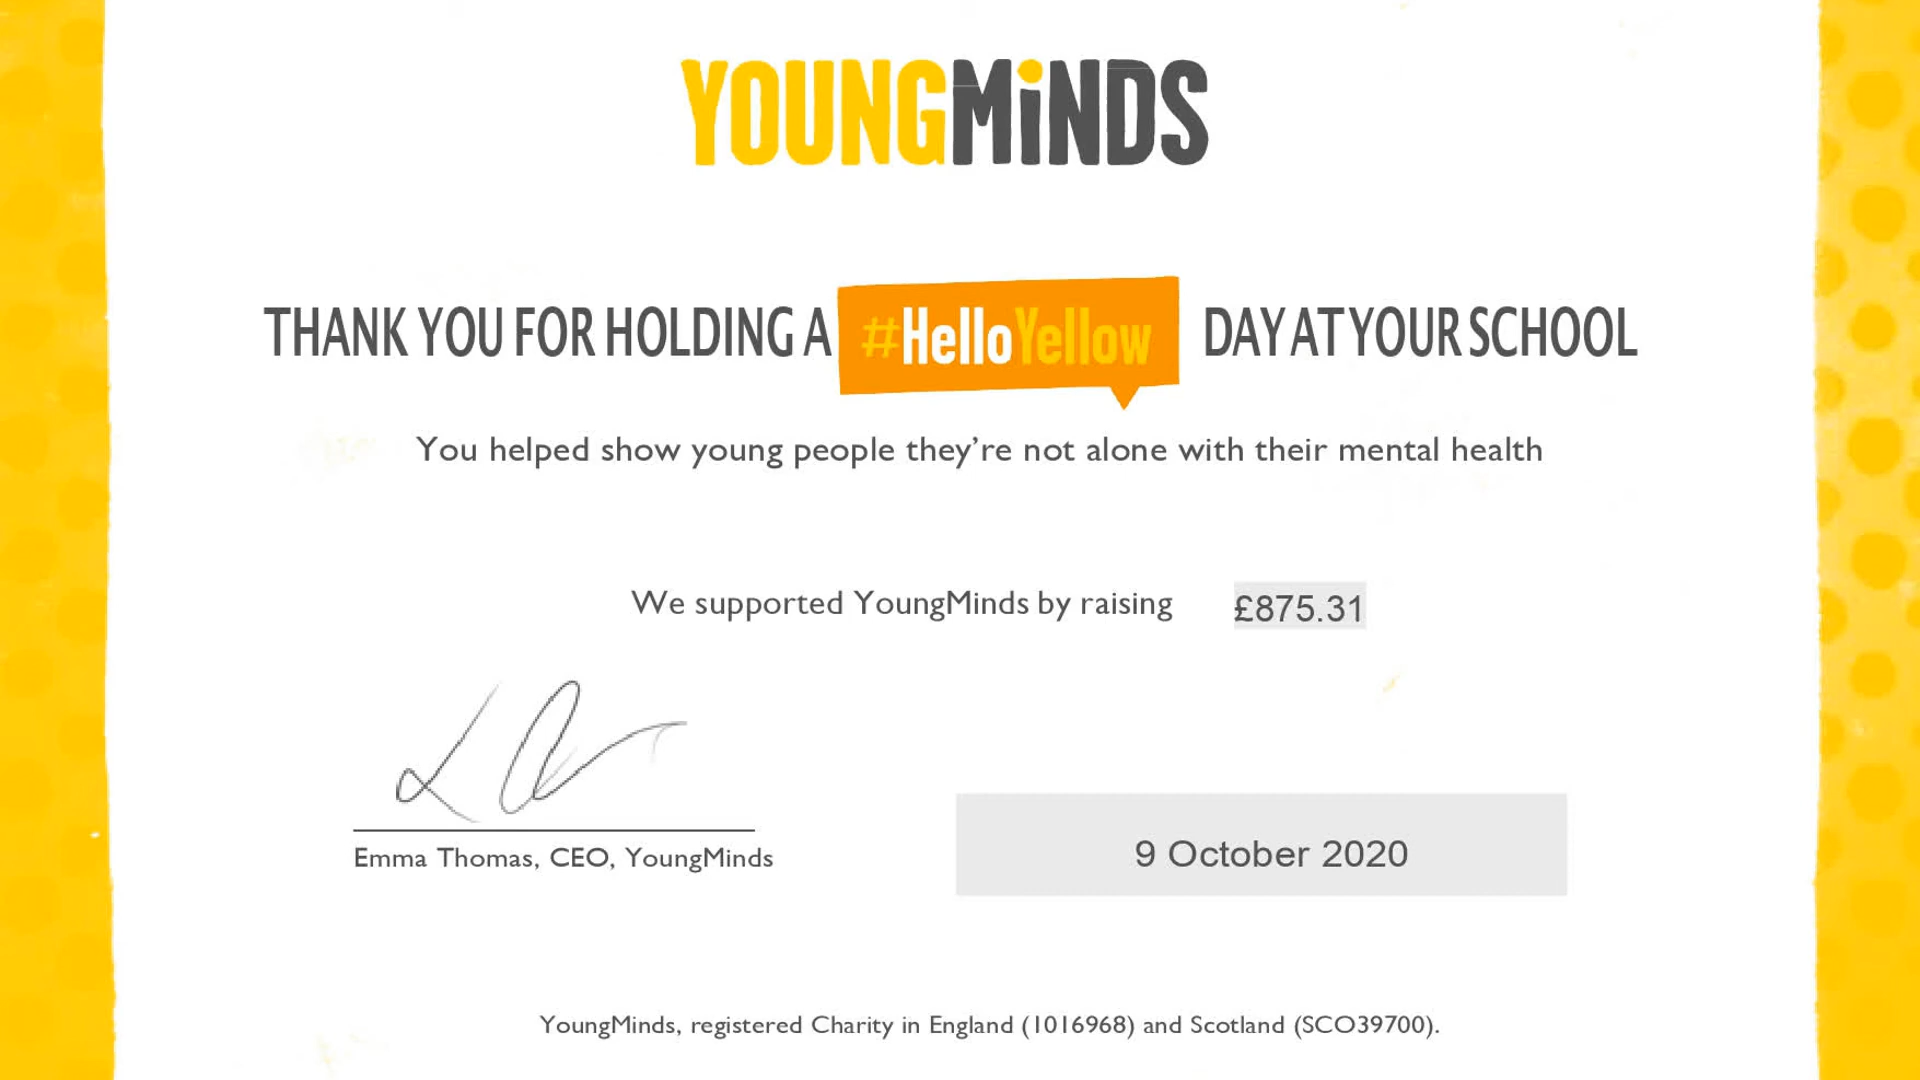 YOUNGMiNDS
THANK YOU FOR HOLDING A #HelloYellow DAY AT YOUR SCHOOL
You helped show young people they’re not alone with their mental health
We supported YoungMinds by raising £875.31
Emma Thomas, CEO, YoungMinds
9 October 2020
YoungMinds, registered Charity in England (1016968) and Scotland (SCO39700).